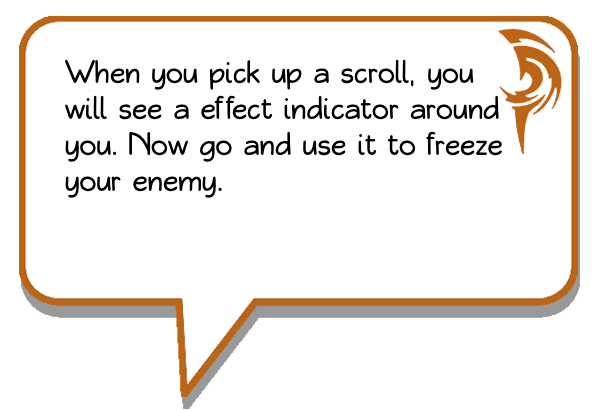 When you pick up a scroll, you
will see a effect indicator around
you. Now go and use it to freeze
your enemy.